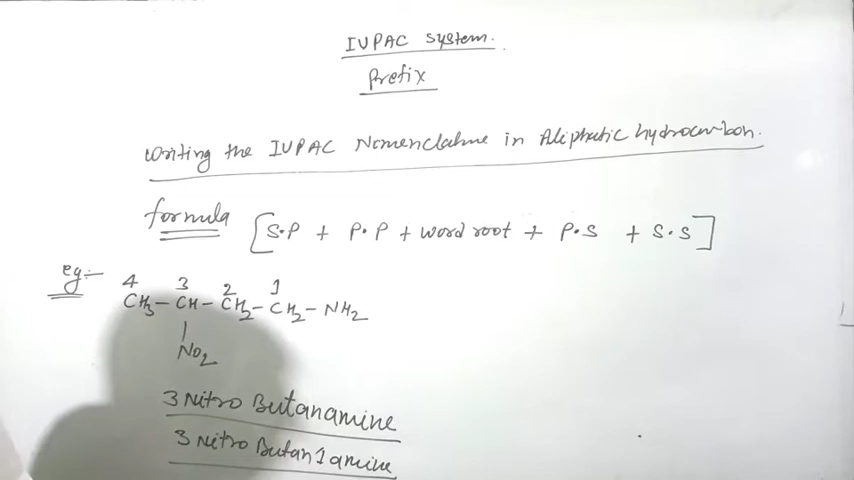 IUPAC System.
Prefix
Writing the IUPAC Nomenclature in Aliphatic hydrocarbon.
formula [S.P + P.P + word root + P.S + S.S]
eg:-
4 3 2 1
CH3 - CH - CH2 - CH2 - NH2
|
NO2
3 Nitro Butanamine
3 Nitro Butan 1 amine